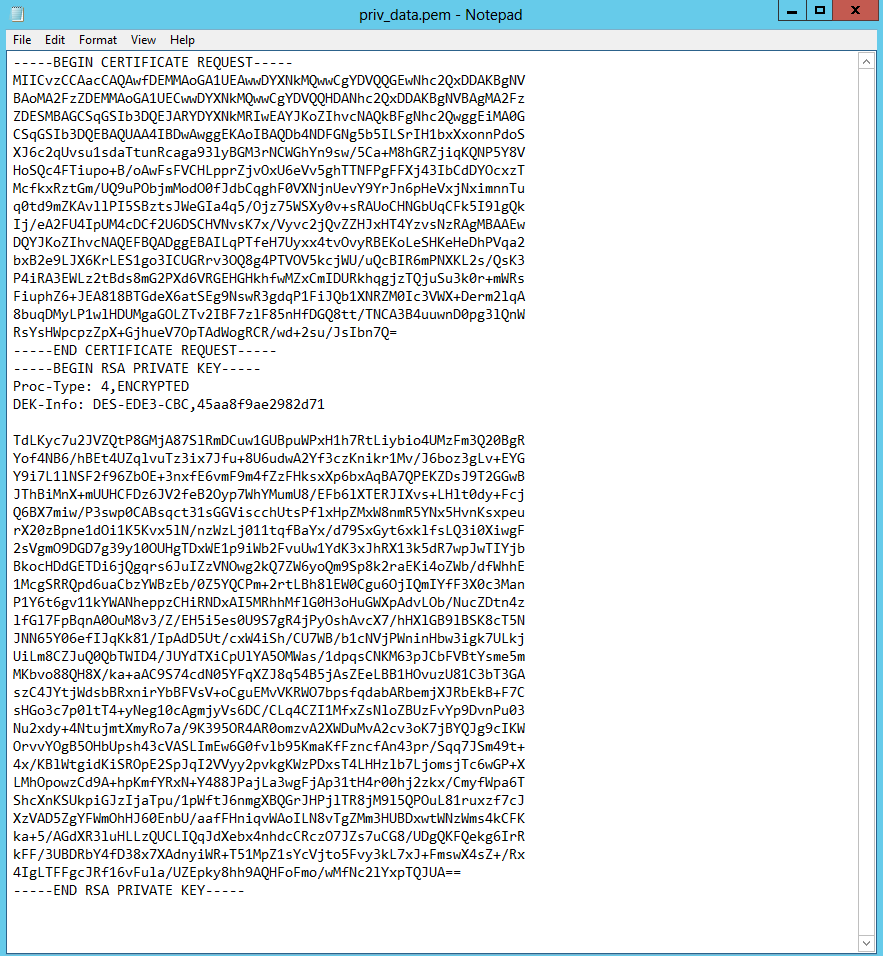 priv_data.pem - Notepad
File Edit Format View Help
-----BEGIN CERTIFICATE REQUEST-----
MIICvzCCAacCAQAwfDEMMAoGA1UEAwwDYXNkMQwwCgYDVQQGEwNhc2QxDDAKBgNV
BAoMA2FzZDEMMAoGA1UECwwDYXNkMQwwCgYDVQQHDANhc2QxDDAKBgNVBAgMA2Fz
ZDESMBAGCSqGSIb3DQEJARYDYXNkMRIwEAYJKoZIhvcNAQkBFgNhc2QwggEiMA0G
CSqGSIb3DQEBAQUAA4IBDwAwggEKAoIBAQDb4NDFGNg5b5ILSrIH1bxXxonnPdoS
XJ6c2qUvsu1sdaTtunRcaga93lyBGM3rNCWGhYn9sw/5Ca+M8hGRZjiqKQNP5Y8V
HoSQc4FTiupo+B/oAwFsFVCHLpprZjvOxU6eVv5ghTTNFPgFFXj43IbCdDYOcxzT
McfkxRztGm/UQ9uPObjmModO0fJdbCqghF0VXNjnUevY9YrJn6pHeVxjNximnnTu
q0td9mZKAvllPI5SBztsJWeGIa4q5/Ojz75WSXy0v+sRAUoCHNGbUqCFk5I9lgQk
Ij/eA2FU4IpUM4cDCf2U6DSCHVNvsK7x/Vyvc2jQvZZHJxHT4YzvsNzRAgMBAAEw
DQYJKoZIhvcNAQEFBQADggEBAILqPTfeH7Uyxx4tvOvyRBEKoLeSHKeHeDhPVqa2
bxB2e9LJX6KrLES1go3ICUGRrv3OQ8g4PTVOV5kcjWU/uQcBIR6mPNXKL2s/QsK3
P4iRA3EWLz2tBds8mG2PXd6VRGEHGHkhfwMZxCmIDURkhqgjzTQjuSu3k0r+mWRs
FiuphZ6+JEA818BTGdeX6atSEg9NswR3gdqP1FiJQb1XNRZM0Ic3VWX+Derm2lqA
8buqDMyLP1wlHDUMgaGOLZTv2IBF7zlF85nHfDGQ8tt/TNCA3B4uuwnD0pg3lQnW
RsYsHWpcpzZpX+GjhueV7OpTAdWogRCR/wd+2su/JsIbn7Q=
-----END CERTIFICATE REQUEST-----
-----BEGIN RSA PRIVATE KEY-----
Proc-Type: 4,ENCRYPTED
DEK-Info: DES-EDE3-CBC,45aa8f9ae2982d71

TdLKyc7u2JVZQtP8GMjA87SlRmDCuw1GUBpuWPxH1h7RtLiybio4UMzFm3Q20BgR
Yof4NB6/hBEt4UZqlvuTz3ix7Jfu+8U6udwA2Yf3czKnikr1Mv/J6boz3gLv+EYG
Y9i7L1lNSF2f96ZbOE+3nxfE6vmF9m4fZzFHksxXp6bxAqBA7QPEKZDsJ9T2GGwB
JThBiMnX+mUUHCFDz6JV2feB2Oyp7WhYMumU8/EFb6lXTERJIXvs+LHlt0dy+Fcj
Q6BX7miw/P3swp0CABsqct31sGGViscchUtsPflxHpZMxW8nmR5YNx5HvnKsxpeu
rX20zBpne1dOi1K5Kvx5lN/nzWzLj011tqfBaYx/d79SxGyt6xklfsLQ3i0XiwgF
2sVgmO9DGD7g39y10OUHgTDxWE1p9iWb2FvuUw1YdK3xJhRX13k5dR7wpJwTIYjb
BkocHDdGETDi6jQgqrs6JuIZzVNOwg2kQ7ZW6yoQm9Sp8k2raEKi4oZWb/dfWhhE
1McgSRRQpd6uaCbzYWBzEb/0Z5YQCPm+2rtLBh8lEW0Cgu6OjIQmIYfF3X0c3Man
P1Y6t6gv11kYWANheppzCHiRNDxAI5MRhhMflG0H3oHuGWXpAdvLOb/NucZDtn4z
lfGl7FpBqnA0OuM8v3/Z/EH5i5es0U9S7gR4jPyOshAvcX7/hHXlGB9lBSK8cT5N
JNN65Y06efIJqKk81/IpAdD5Ut/cxW4iSh/CU7WB/b1cNVjPWninHbw3igk7ULkj
UiLm8CZJuQ0QbTWID4/JUYdTXiCpUlYA5OMWas/1dpqsCNKM63pJCbFVBtYsme5m
MKbvo88QH8X/ka+aAC9S74cdN05YFqXZJ8q54B5jAsZEeLBB1HOvuzU81C3bT3GA
szC4JYtjWdsbBRxnirYbBFVsV+oCguEMvVKRWO7bpsfqdabARbemjXJRbEkB+F7C
sHGo3c7p0ltT4+yNeg10cAgmjyVs6DC/CLq4CZI1MfxZsNloZBUzFvYp9DvnPu03
Nu2xdy+4NtujmtXmyRo7a/9K395OR4AR0omzvA2XWDuMvA2cv3oK7jBYQJg9cIKW
OrvvYOgB5OHbUpsh43cVASLImEw6G0fvlb95KmaKfFzncfAn43pr/Sqq7JSm49t+
4x/KBlWtgidKiSROpE2SpJqI2VVyy2pvkgKWzPDxsT4LHHzlb7LjomsjTc6wGP+X
LMhOpowzCd9A+hpKmfYRxN+Y488JPajLa3wgFjAp31tH4r00hj2zkx/CmyfWpa6T
ShcXnKSUkpiGJzIjaTpu/1pWftJ6nmgXBQGrJHPjlTR8jM9l5QPOuL81ruxzf7cJ
XzVAD5ZgYFWmOhHJ60EnbU/aafFHniqvWAoILN8vTgZMm3HUBDxwtWNzWms4kCFK
ka+5/AGdXR3luHLLzQUCLIQqJdXebx4nhdcCRczO7JZs7uCG8/UDgQKFQekg6IrR
kFF/3UBDRbY4fD38x7XAdnyiWR+T51MpZ1sYcVjto5Fvy3kL7xJ+FmswX4sZ+/Rx
4IgLTFFgcJRf16vFula/UZEpky8hh9AQHFoFmo/wMfNc2lYxpTQJUA==
-----END RSA PRIVATE KEY-----